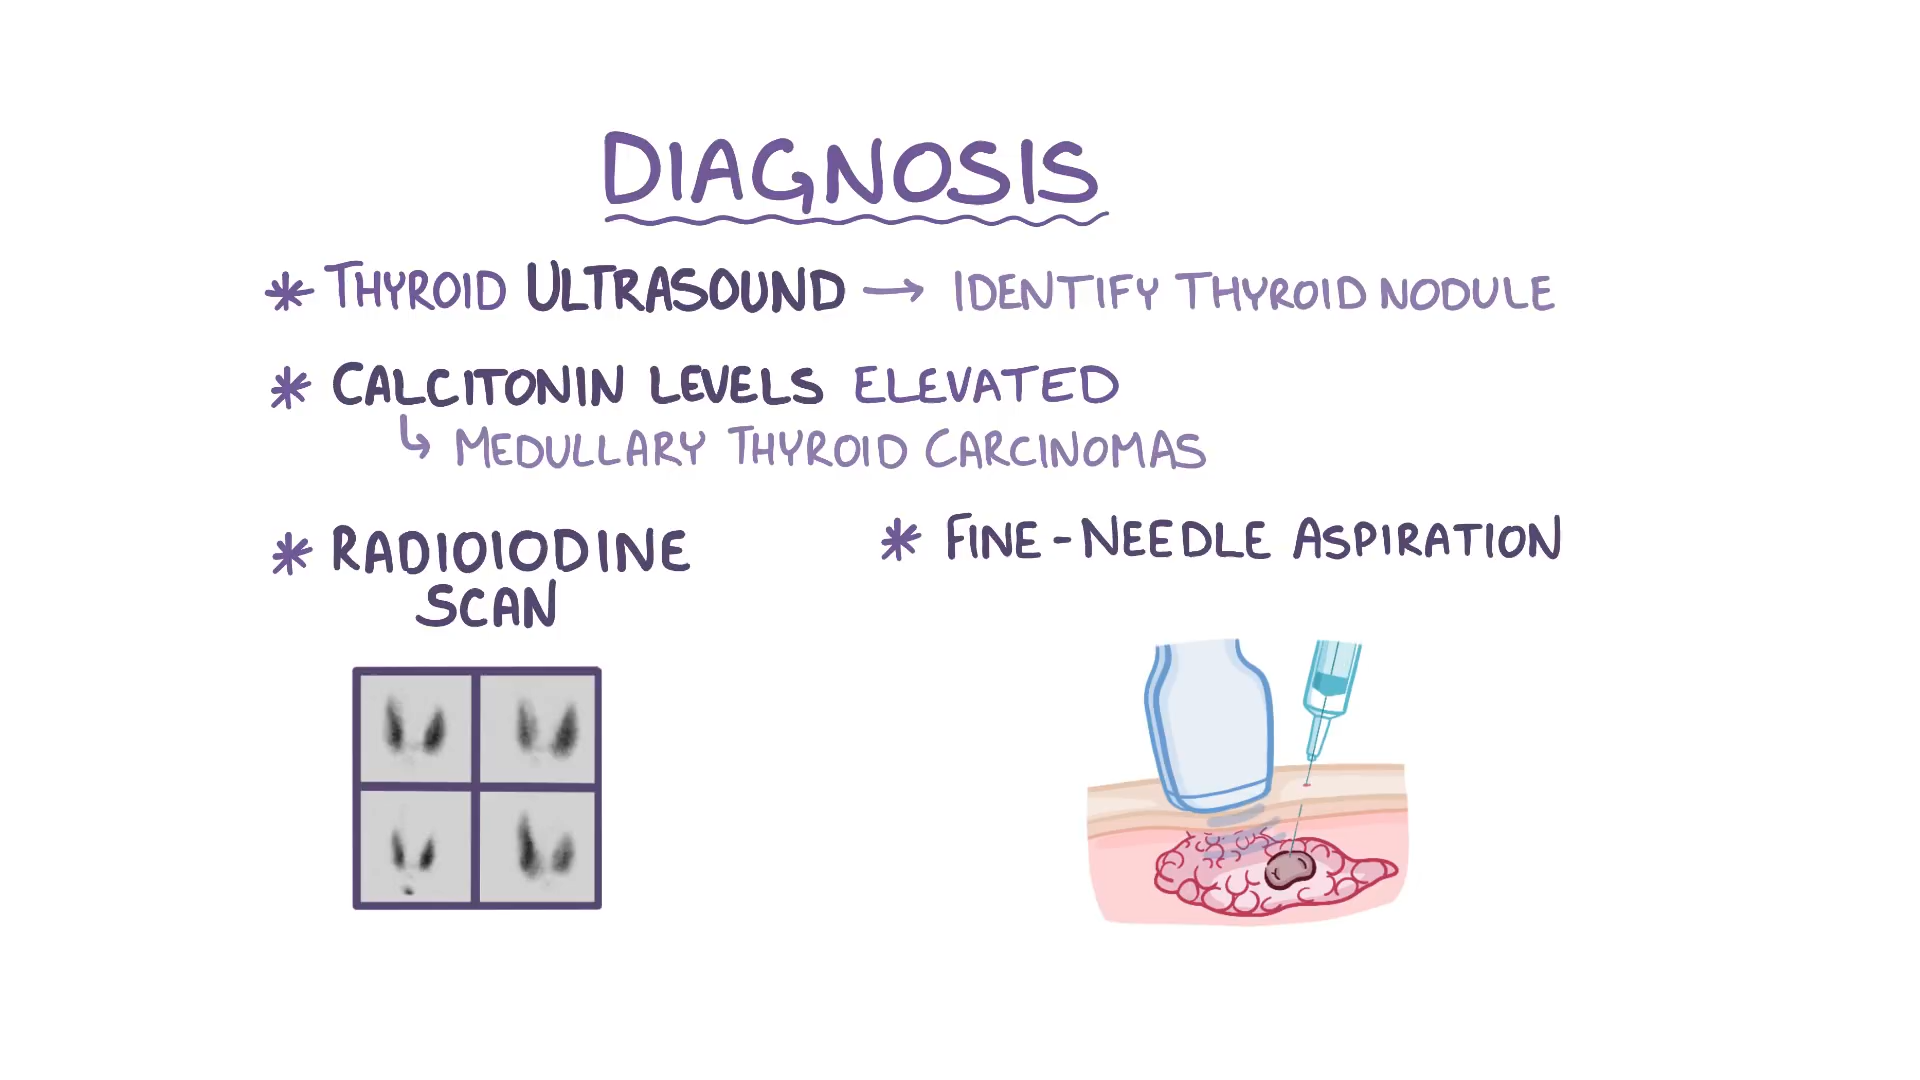 DIAGNOSIS
* THYROID ULTRASOUND → IDENTIFY THYROID NODULE
* CALCITONIN LEVELS ELEVATED
↳ MEDULLARY THYROID CARCINOMAS
* RADIOIODINE
SCAN
* FINE-NEEDLE ASPIRATION